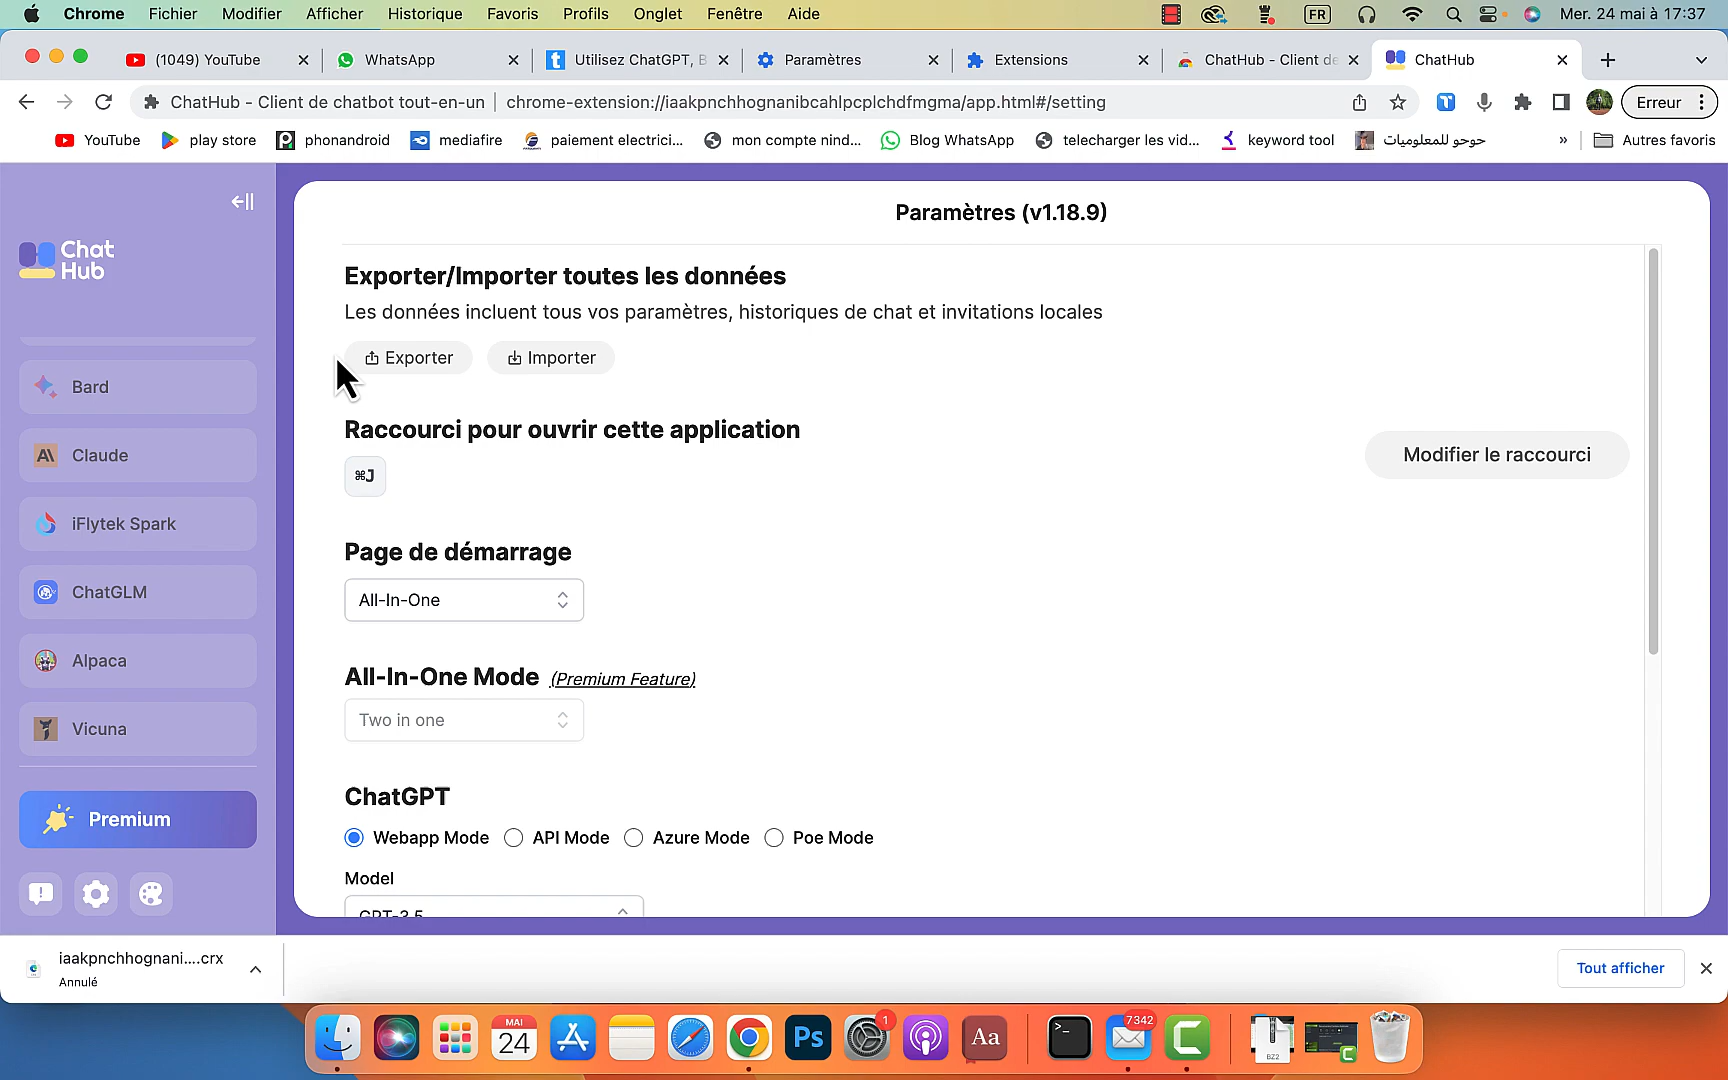 Chrome Fichier Modifier Afficher Historique Favoris Profils Onglet Fenêtre Aide FR Mer. 24 mai à 17:37
(1049) YouTube WhatsApp Utilisez ChatGPT, B Paramètres Extensions ChatHub - Client de ChatHub
ChatHub - Client de chatbot tout-en-un chrome-extension://iaakpnchhognanibcahlpcplchdfmgma/app.html#/setting Erreur
YouTube play store phonandroid mediafire paiement electrici... mon compte nind... Blog WhatsApp telecharger les vid... keyword tool حوحو للمعلوميات » Autres favoris
Chat
Hub
Bard
Claude
iFlytek Spark
ChatGLM
Alpaca
Vicuna
Premium
Paramètres (v1.18.9)
Exporter/Importer toutes les données
Les données incluent tous vos paramètres, historiques de chat et invitations locales
Exporter Importer
Raccourci pour ouvrir cette application
⌘J
Modifier le raccourci
Page de démarrage
All-In-One
All-In-One Mode (Premium Feature)
Two in one
ChatGPT
Webapp Mode API Mode Azure Mode Poe Mode
Model
GPT-3.5
iaakpnchhognani....crx
Annulé
Tout afficher
MAI
24
Ps
1
Aa
7342
BZ2